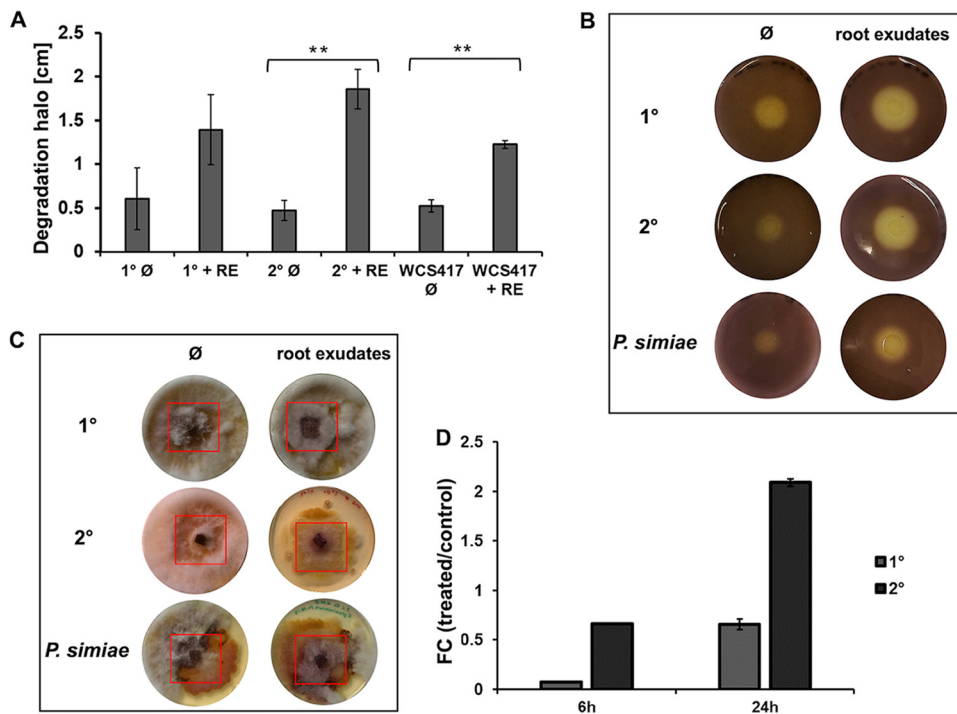 A
Degradation halo [cm]
2.5
2
1.5
1
0.5
0
**
**
1° Ø
1° + RE
2° Ø
2° + RE
WCS417 Ø
WCS417 + RE
B
Ø
root exudates
1°
2°
P. simiae
C
Ø
root exudates
1°
2°
P. simiae
D
FC (treated/control)
2.5
2
1.5
1
0.5
0
6h
24h
1°
2°